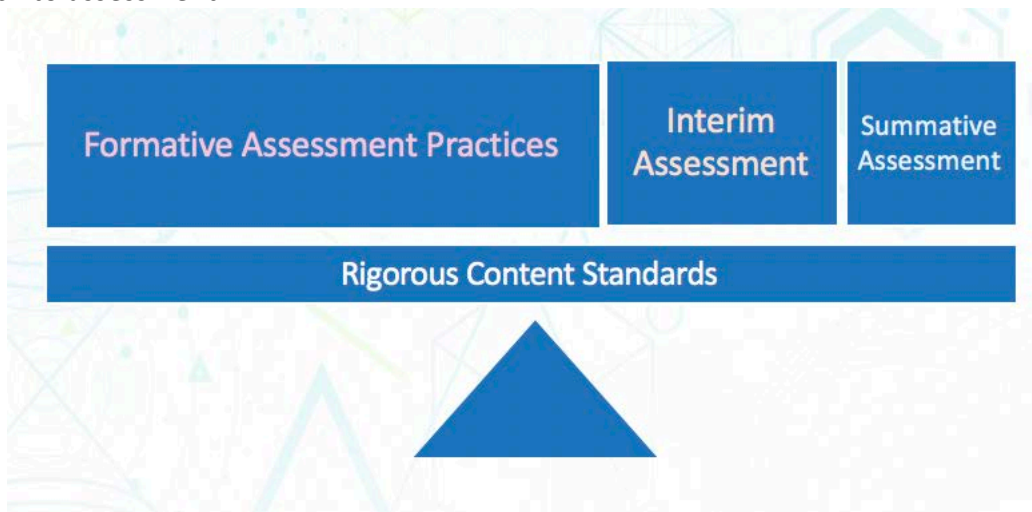 Formative Assessment Practices
Interim
Assessment
Summative
Assessment
Rigorous Content Standards